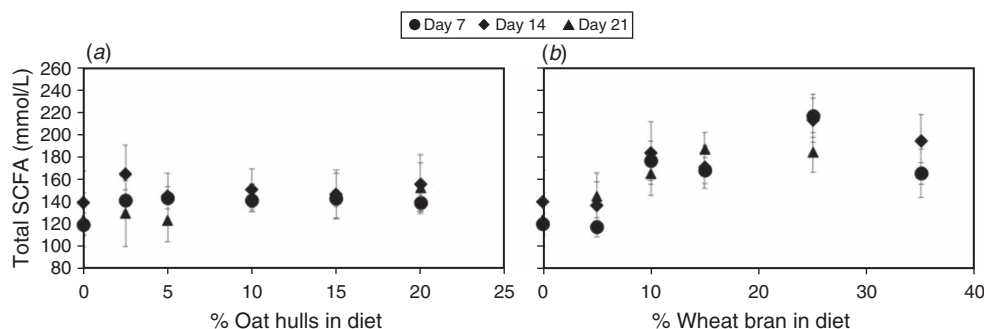 Day 7 Day 14 Day 21
(a) (b)
260
240
220
200
180
160
140
120
100
80
Total SCFA (mmol/L)
0 5 10 15 20 25 0 10 20 30 40
% Oat hulls in diet % Wheat bran in diet